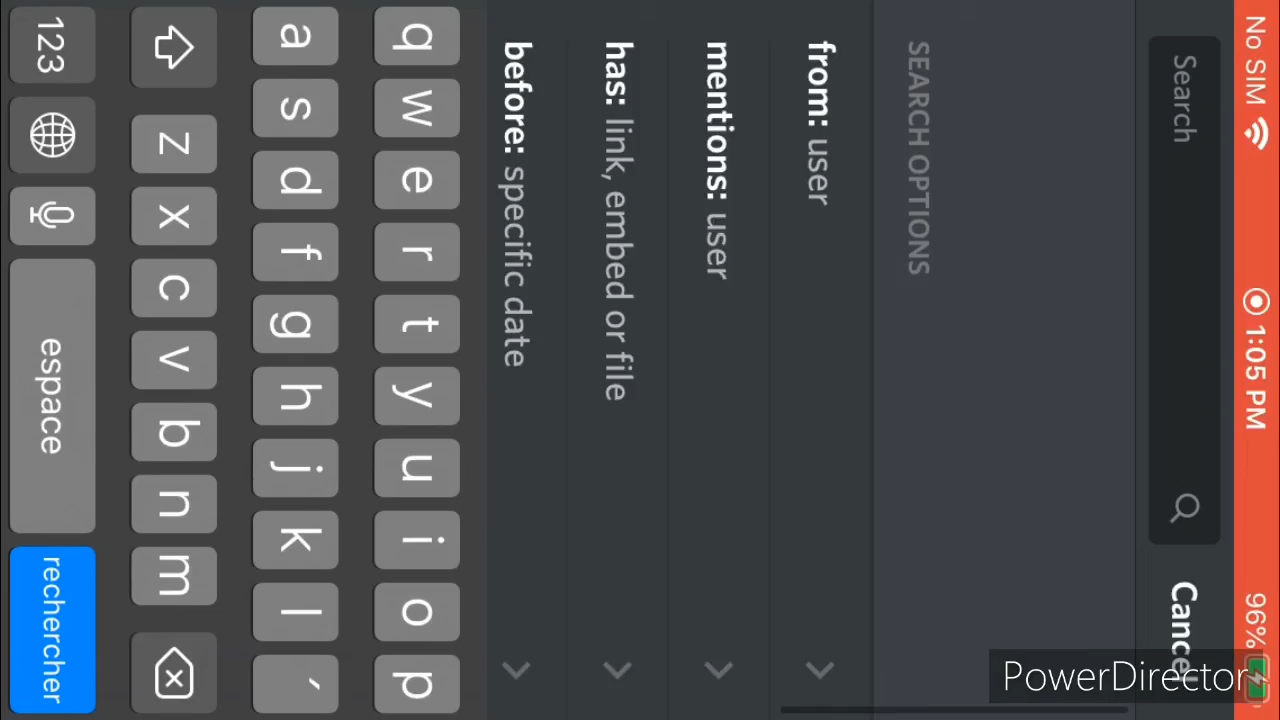 No SIM 1:05 PM 96%
Search Cancel
SEARCH OPTIONS
from: user
mentions: user
has: link, embed or file
before: specific date
q w e r t y u i o p
a s d f g h j k l ´
z x c v b n m
123 espace rechercher
PowerDirector